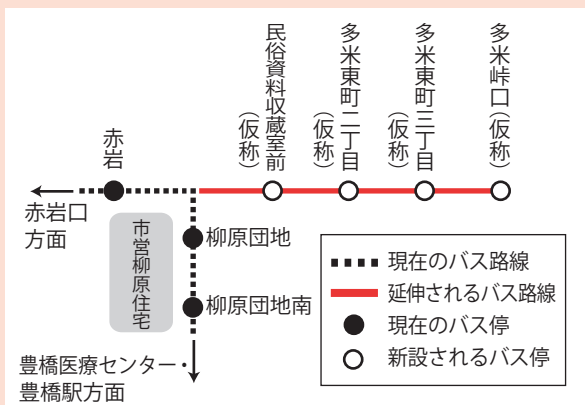 民俗資料収蔵室前(仮称)
多米東町二丁目(仮称)
多米東町三丁目(仮称)
多米峠口(仮称)
赤岩
赤岩口
方面
市営柳原住宅
柳原団地
柳原団地南
豊橋医療センター・
豊橋駅方面
現在のバス路線
延伸されるバス路線
現在のバス停
新設されるバス停